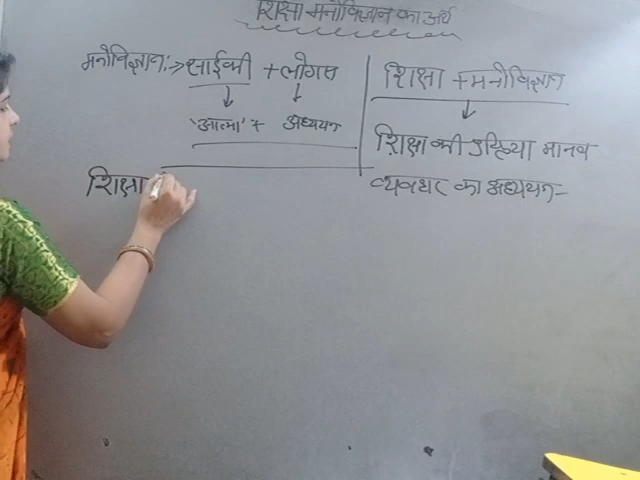 शिक्षा मनोविज्ञान का अर्थ
मनोविज्ञान:→ साईकी + लोगस
'आत्मा' + अध्ययन
शिक्षा
शिक्षा + मनोविज्ञान
शिक्षा की प्रक्रिया मानव
व्यवहार का अध्ययन-